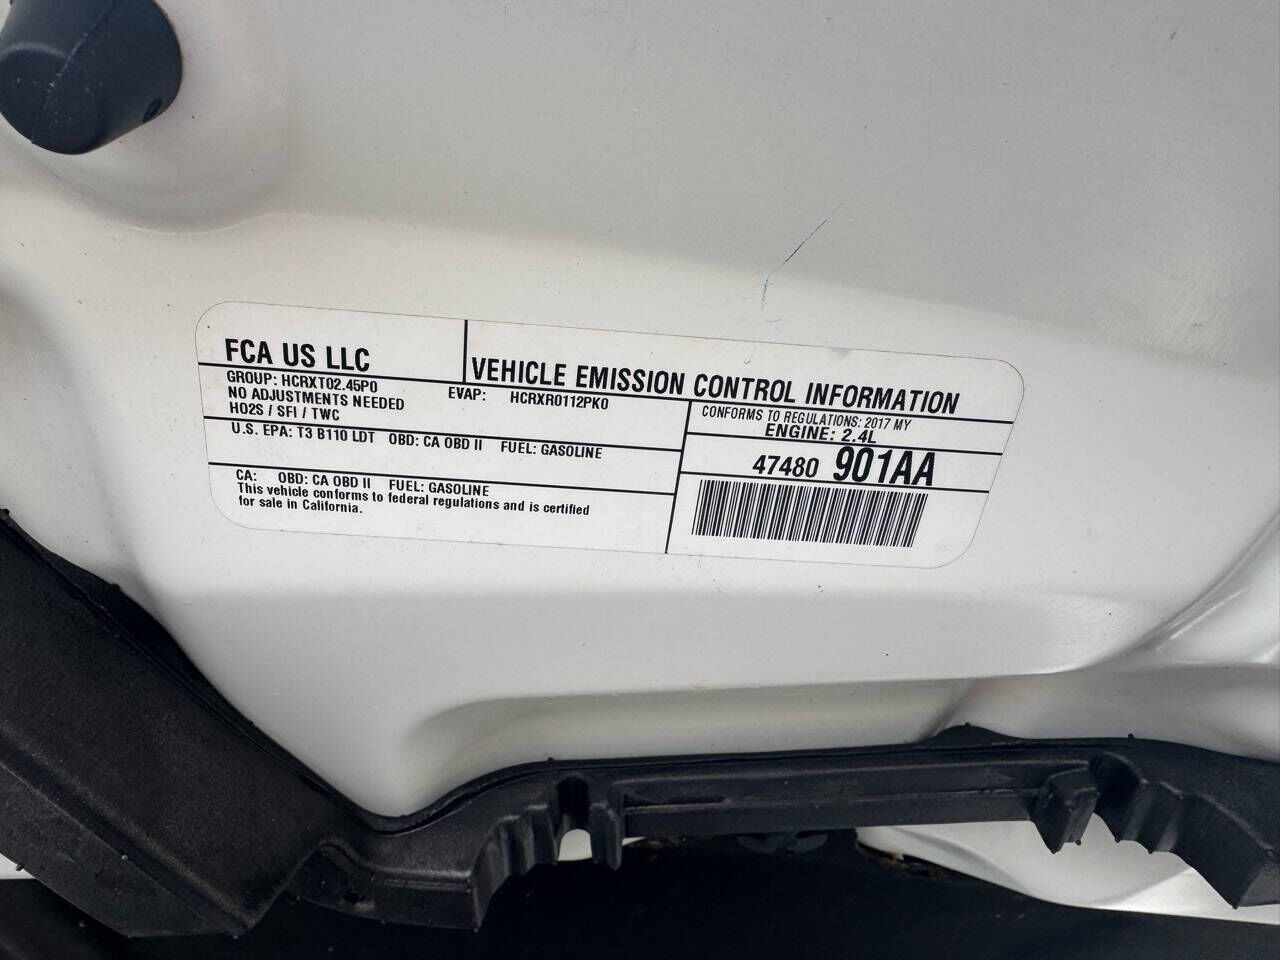 FCA US LLC
VEHICLE EMISSION CONTROL INFORMATION
GROUP: HCRXT02.45P0 EVAP: HCRXR0112PK0
NO ADJUSTMENTS NEEDED
HO2S / SFI / TWC
U.S. EPA: T3 B110 LDT OBD: CA OBD II FUEL: GASOLINE
CA: OBD: CA OBD II FUEL: GASOLINE
This vehicle conforms to federal regulations and is certified
for sale in California.
CONFORMS TO REGULATIONS: 2017 MY
ENGINE: 2.4L
47480 901AA